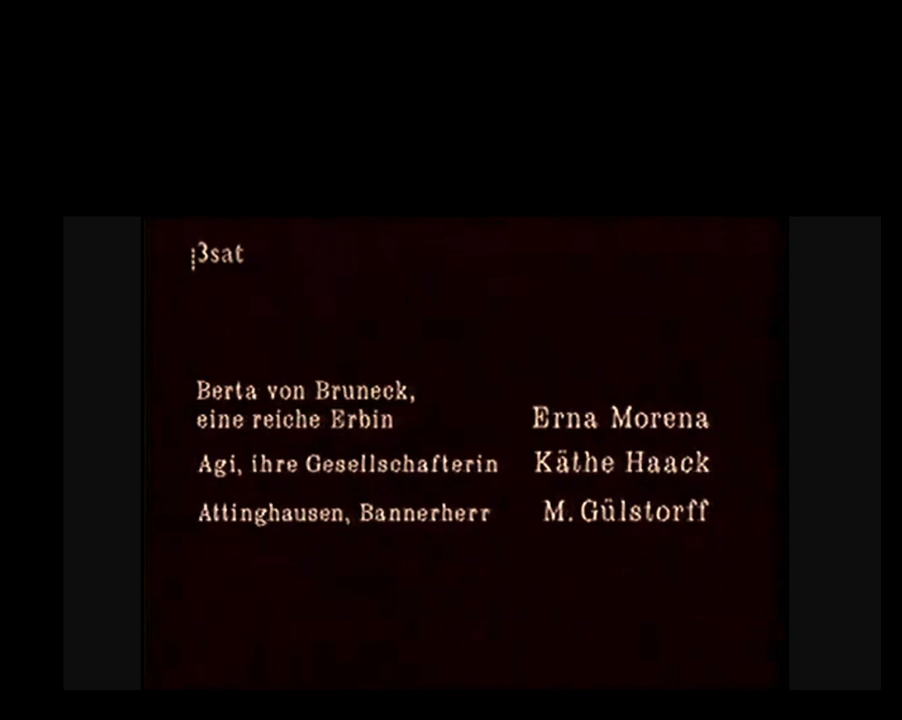 3sat
Berta von Bruneck,
eine reiche Erbin Erna Morena
Agi, ihre Gesellschafterin Käthe Haack
Attinghausen, Bannerherr M. Gülstorff